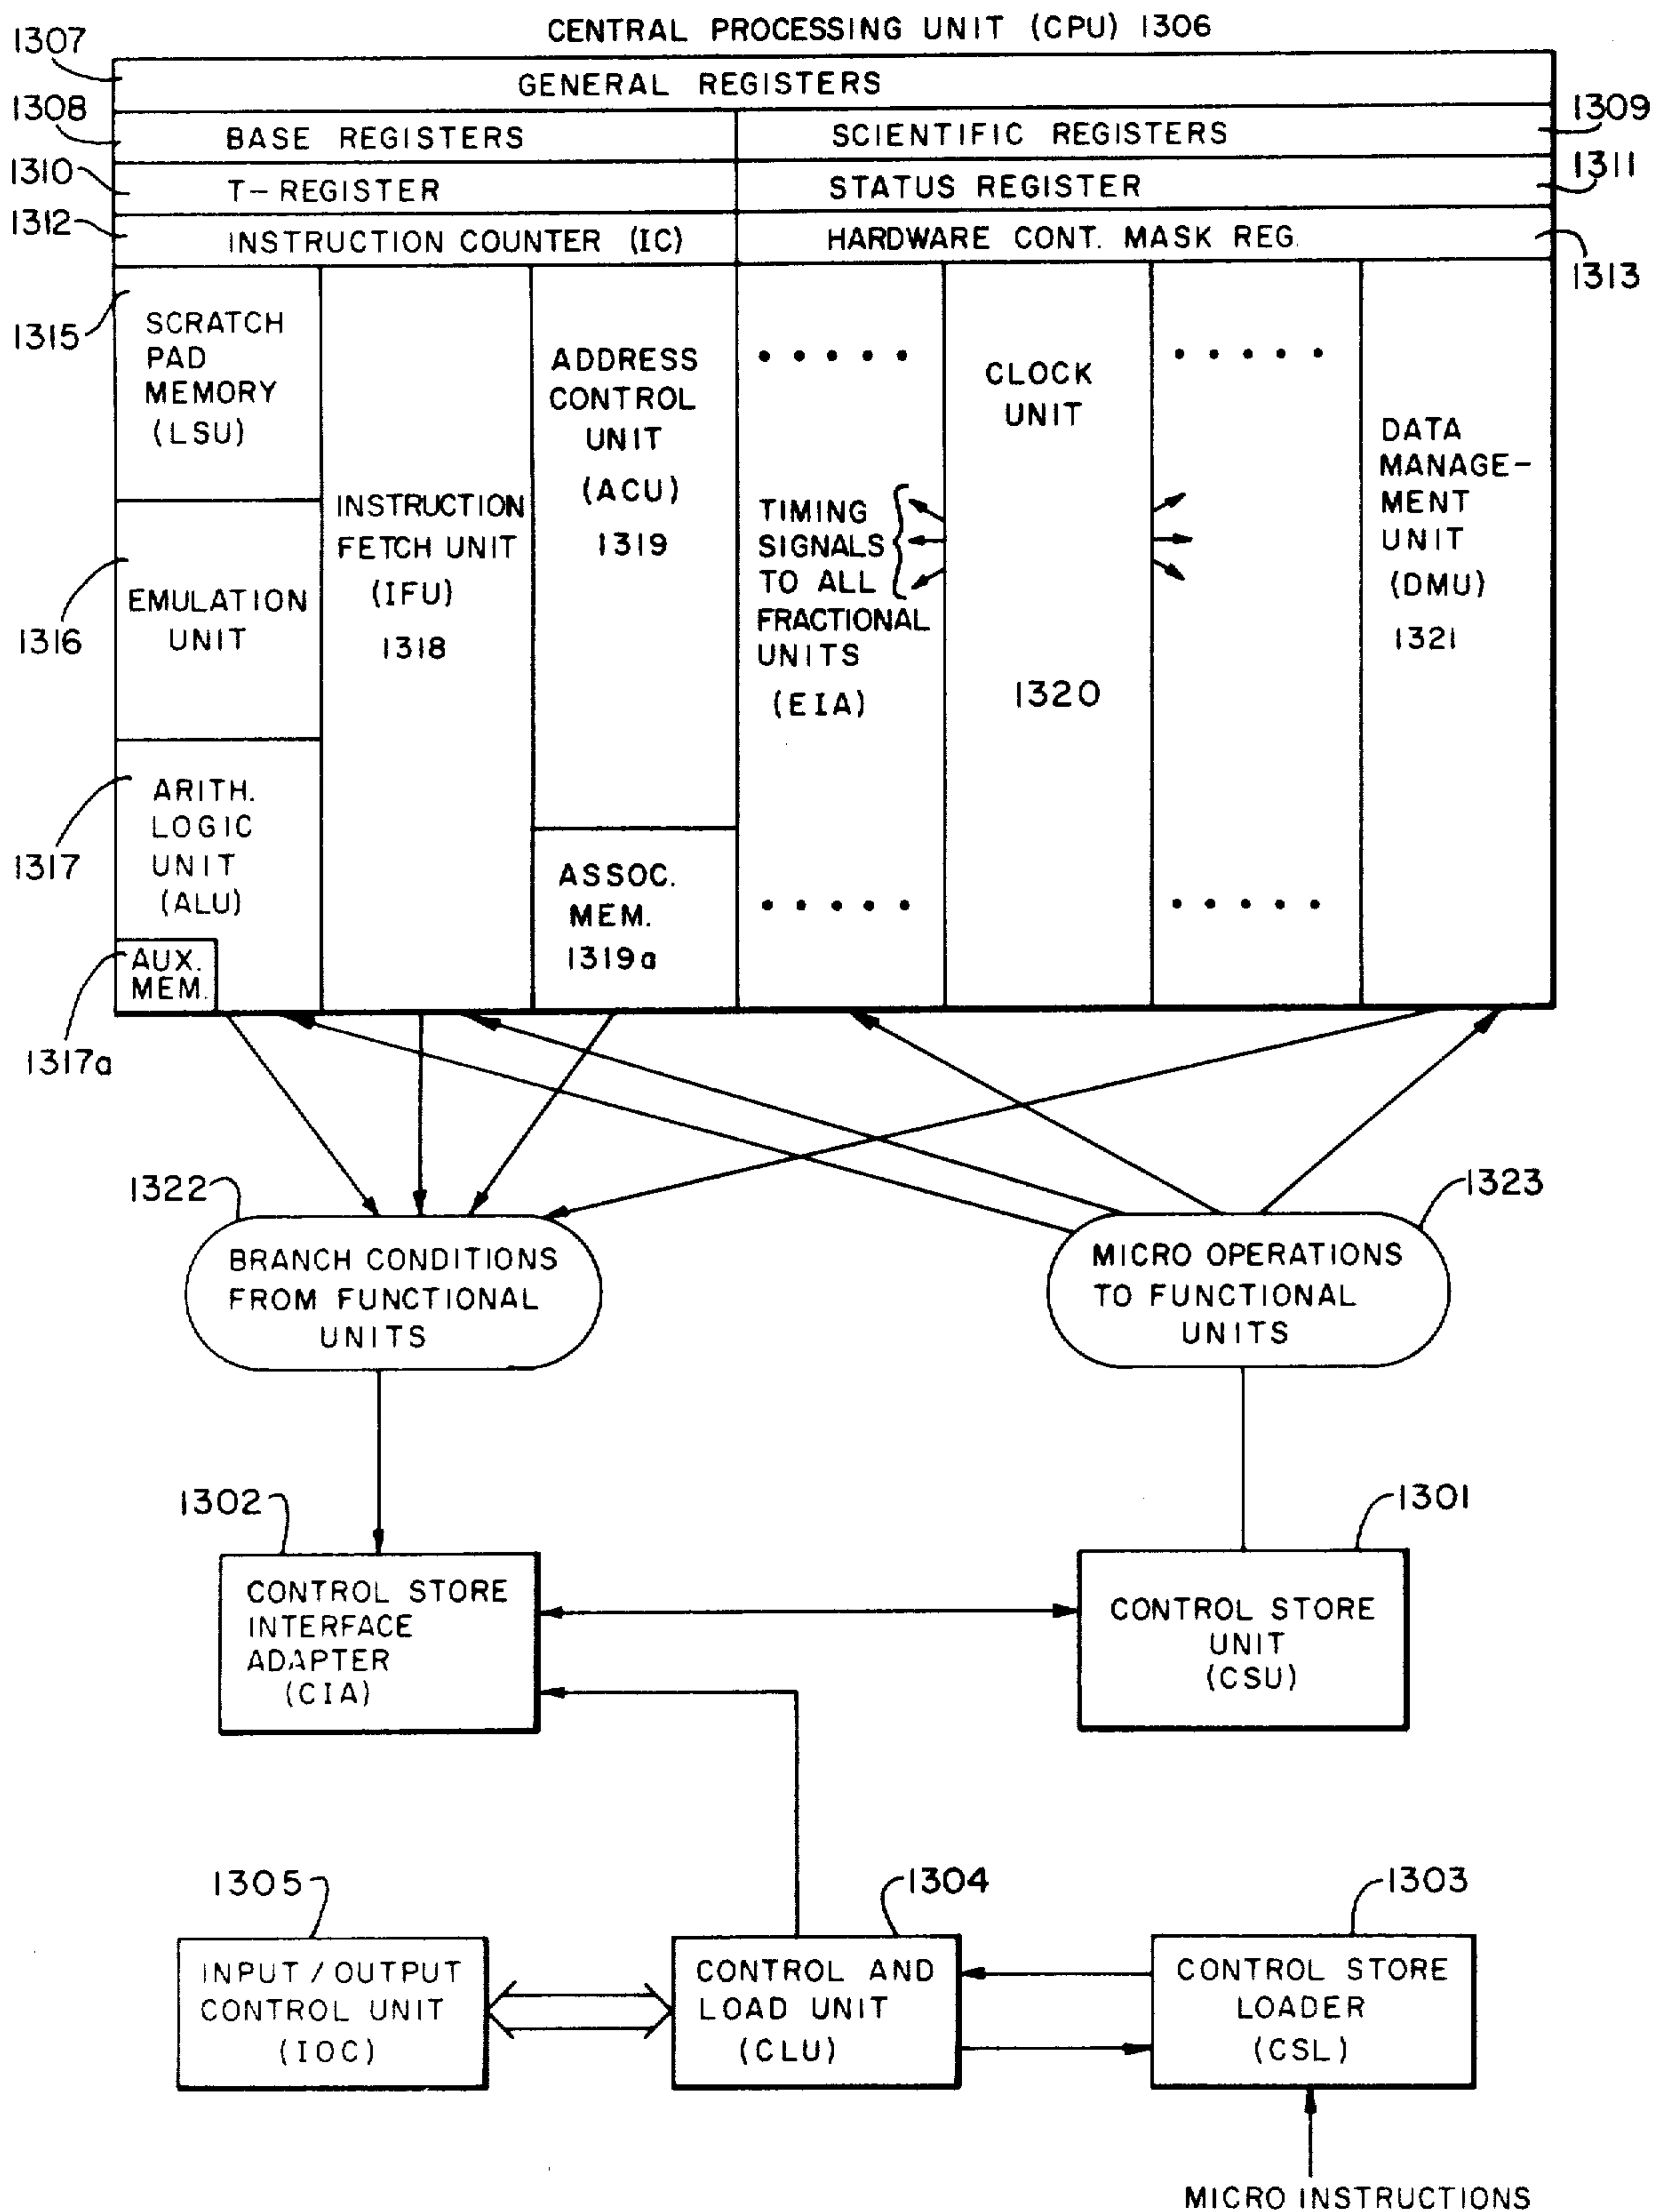 CENTRAL PROCESSING UNIT (CPU) 1306
1307
GENERAL REGISTERS
1308
BASE REGISTERS
SCIENTIFIC REGISTERS
1309
1310
T-REGISTER
STATUS REGISTER
1311
1312
INSTRUCTION COUNTER (IC)
HARDWARE CONT. MASK REG.
1313
1315
SCRATCH
PAD
MEMORY
(LSU)
1316
EMULATION
UNIT
1317
ARITH.
LOGIC
UNIT
(ALU)
AUX.
MEM.
1317a
INSTRUCTION
FETCH UNIT
(IFU)
1318
ADDRESS
CONTROL
UNIT
(ACU)
1319
ASSOC.
MEM.
1319a
• • • • •
TIMING
SIGNALS
TO ALL
FRACTIONAL
UNITS
(EIA)
• • • • •
CLOCK
UNIT
1320
• • • • •
• • • • •
DATA
MANAGE-
MENT
UNIT
(DMU)
1321
1322
BRANCH CONDITIONS
FROM FUNCTIONAL
UNITS
1323
MICRO OPERATIONS
TO FUNCTIONAL
UNITS
1302
CONTROL STORE
INTERFACE
ADAPTER
(CIA)
1301
CONTROL STORE
UNIT
(CSU)
1305
INPUT/OUTPUT
CONTROL UNIT
(IOC)
1304
CONTROL AND
LOAD UNIT
(CLU)
1303
CONTROL STORE
LOADER
(CSL)
MICRO INSTRUCTIONS